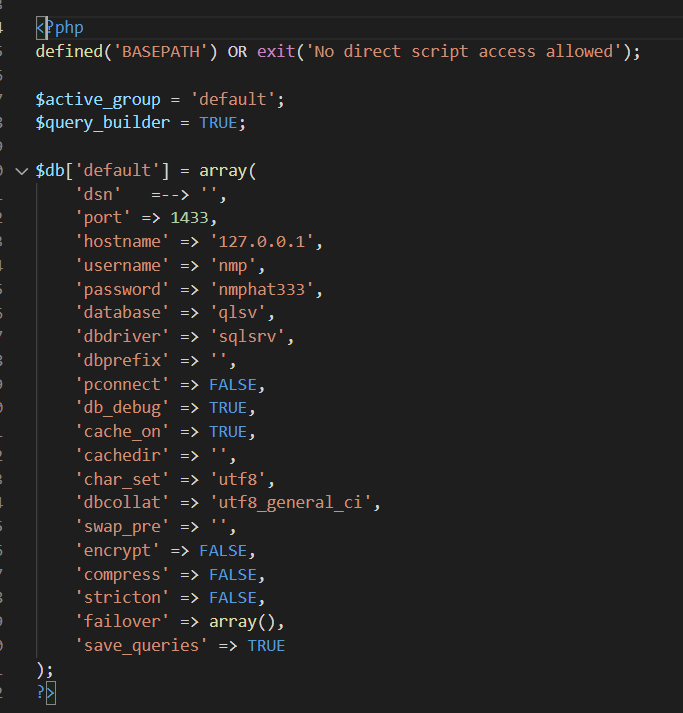 <?php
defined('BASEPATH') OR exit('No direct script access allowed');
$active_group = 'default';
$query_builder = TRUE;
$db['default'] = array(
'dsn'   =--> '',
'port' => 1433,
'hostname' => '127.0.0.1',
'username' => 'nmp',
'password' => 'nmphat333',
'database' => 'qlsv',
'dbdriver' => 'sqlsrv',
'dbprefix' => '',
'pconnect' => FALSE,
'db_debug' => TRUE,
'cache_on' => TRUE,
'cachedir' => '',
'char_set' => 'utf8',
'dbcollat' => 'utf8_general_ci',
'swap_pre' => '',
'encrypt' => FALSE,
'compress' => FALSE,
'stricton' => FALSE,
'failover' => array(),
'save_queries' => TRUE
);
?>